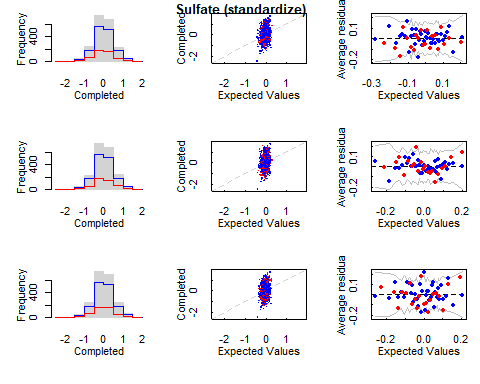 Sulfate (standardize)
Frequency
0 400
-2 -1 0 1 2
Completed
Completed
-2 0 2
-2 -1 0 1
Expected Values
Average residua
-0.2 0.1
-0.3 -0.1 0.1
Expected Values
Frequency
0 400
-2 -1 0 1 2
Completed
Completed
-2 0 2
-2 -1 0 1
Expected Values
Average residua
-0.2 0.1
-0.2 0.0 0.2
Expected Values
Frequency
0 400
-2 -1 0 1 2
Completed
Completed
-2 0 2
-2 -1 0 1
Expected Values
Average residua
-0.2 0.1
-0.2 0.0 0.2
Expected Values